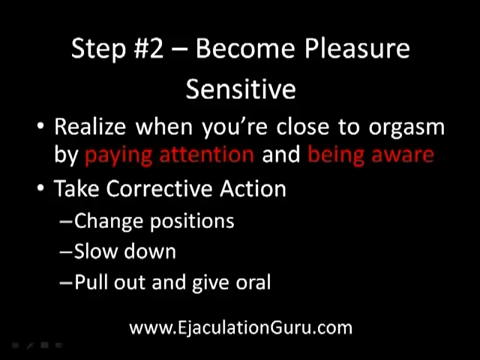 Step #2 – Become Pleasure
Sensitive
• Realize when you're close to orgasm
by paying attention and being aware
• Take Corrective Action
–Change positions
–Slow down
–Pull out and give oral
www.EjaculationGuru.com